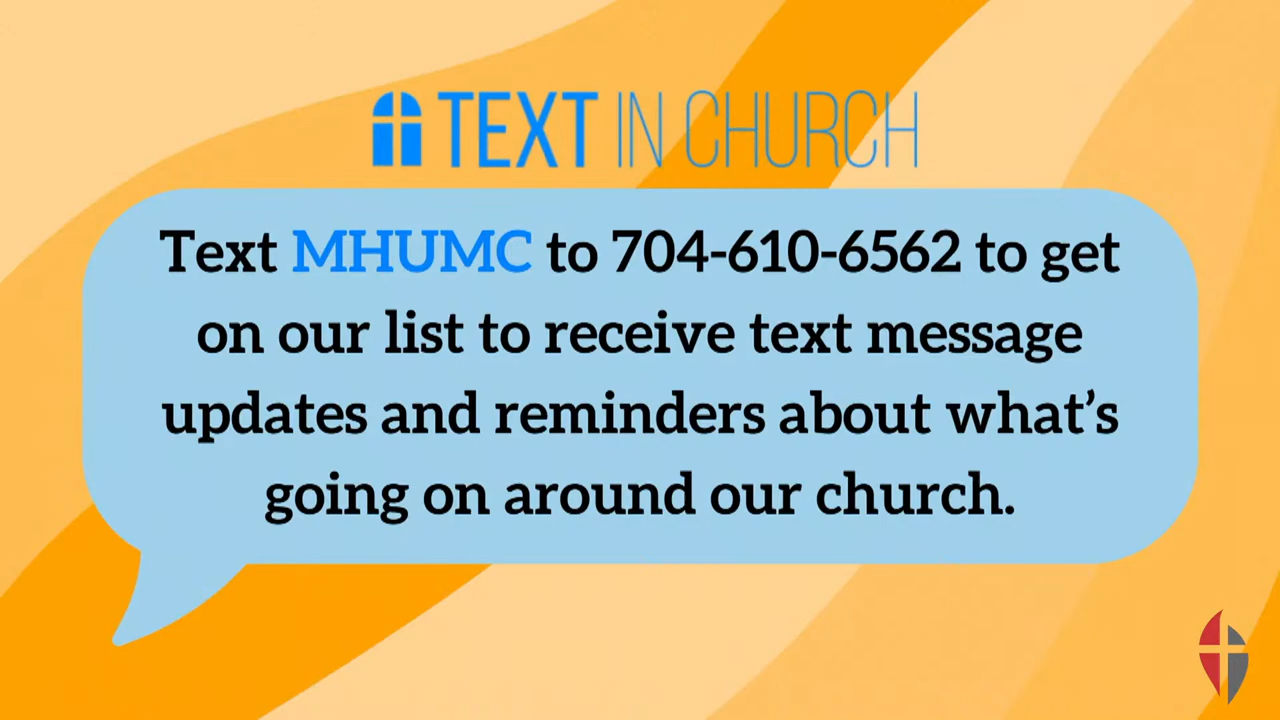 TEXT IN CHURCH
Text MHUMC to 704-610-6562 to get
on our list to receive text message
updates and reminders about what’s
going on around our church.